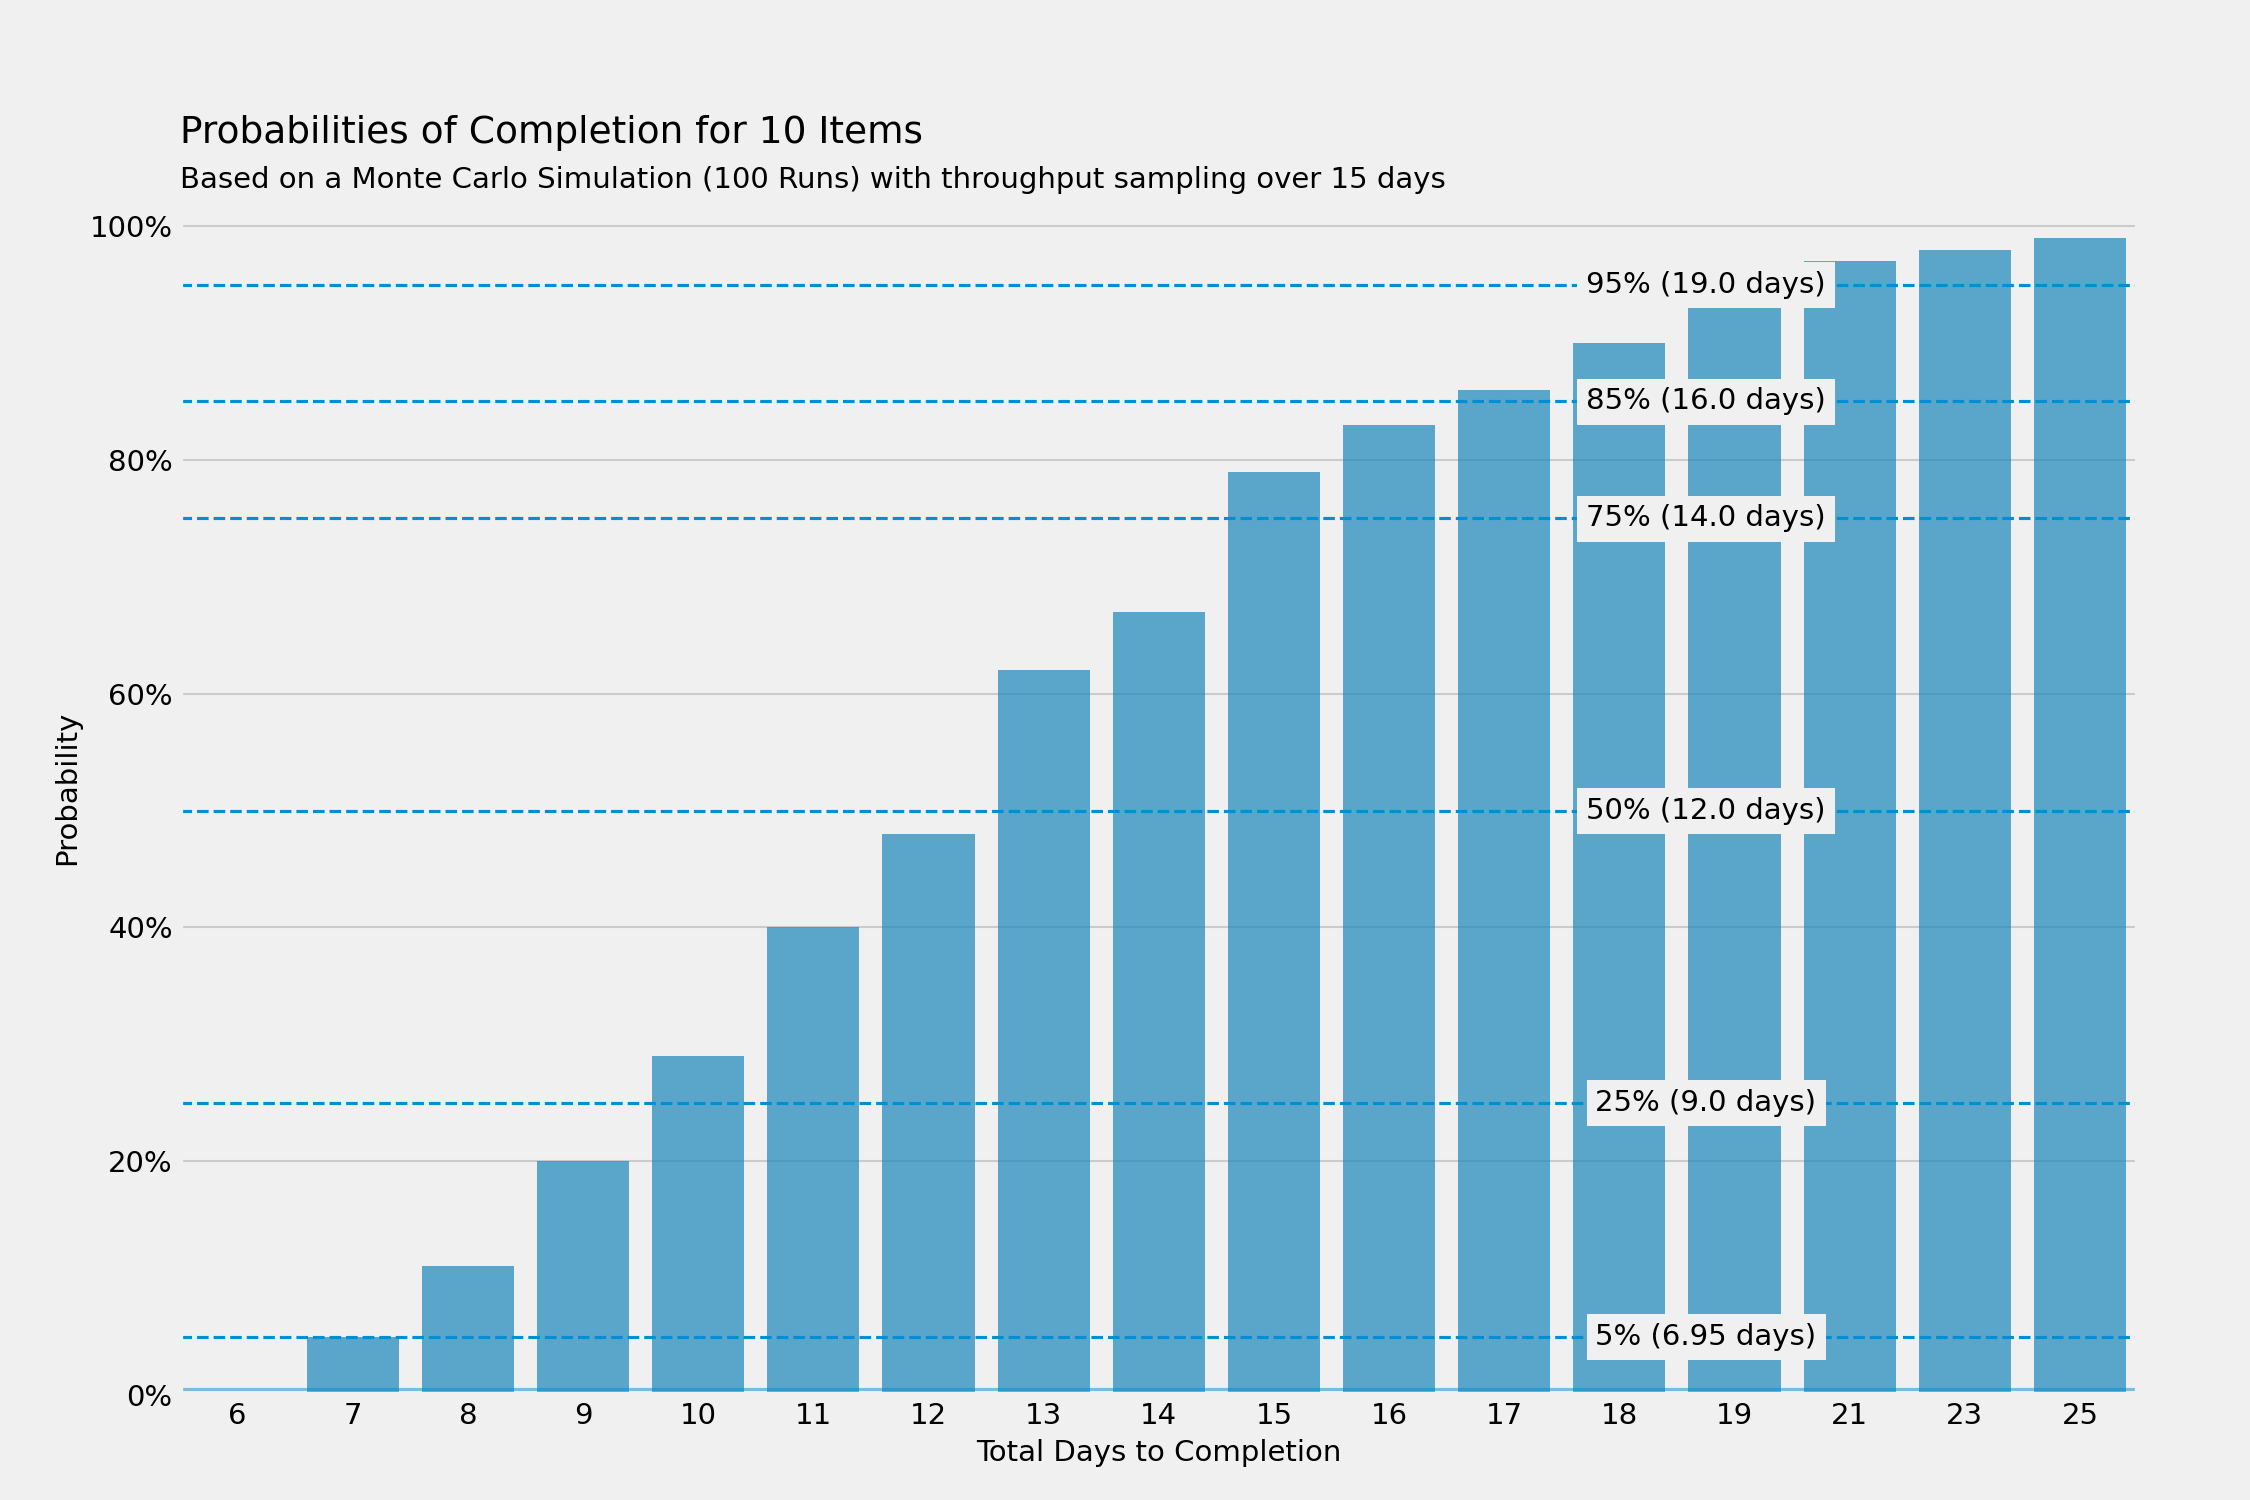 Probabilities of Completion for 10 Items
Based on a Monte Carlo Simulation (100 Runs) with throughput sampling over 15 days
100%
95% (19.0 days)
85% (16.0 days)
80%
75% (14.0 days)
60%
Probability
50% (12.0 days)
40%
25% (9.0 days)
20%
5% (6.95 days)
0%
6 7 8 9 10 11 12 13 14 15 16 17 18 19 21 23 25
Total Days to Completion